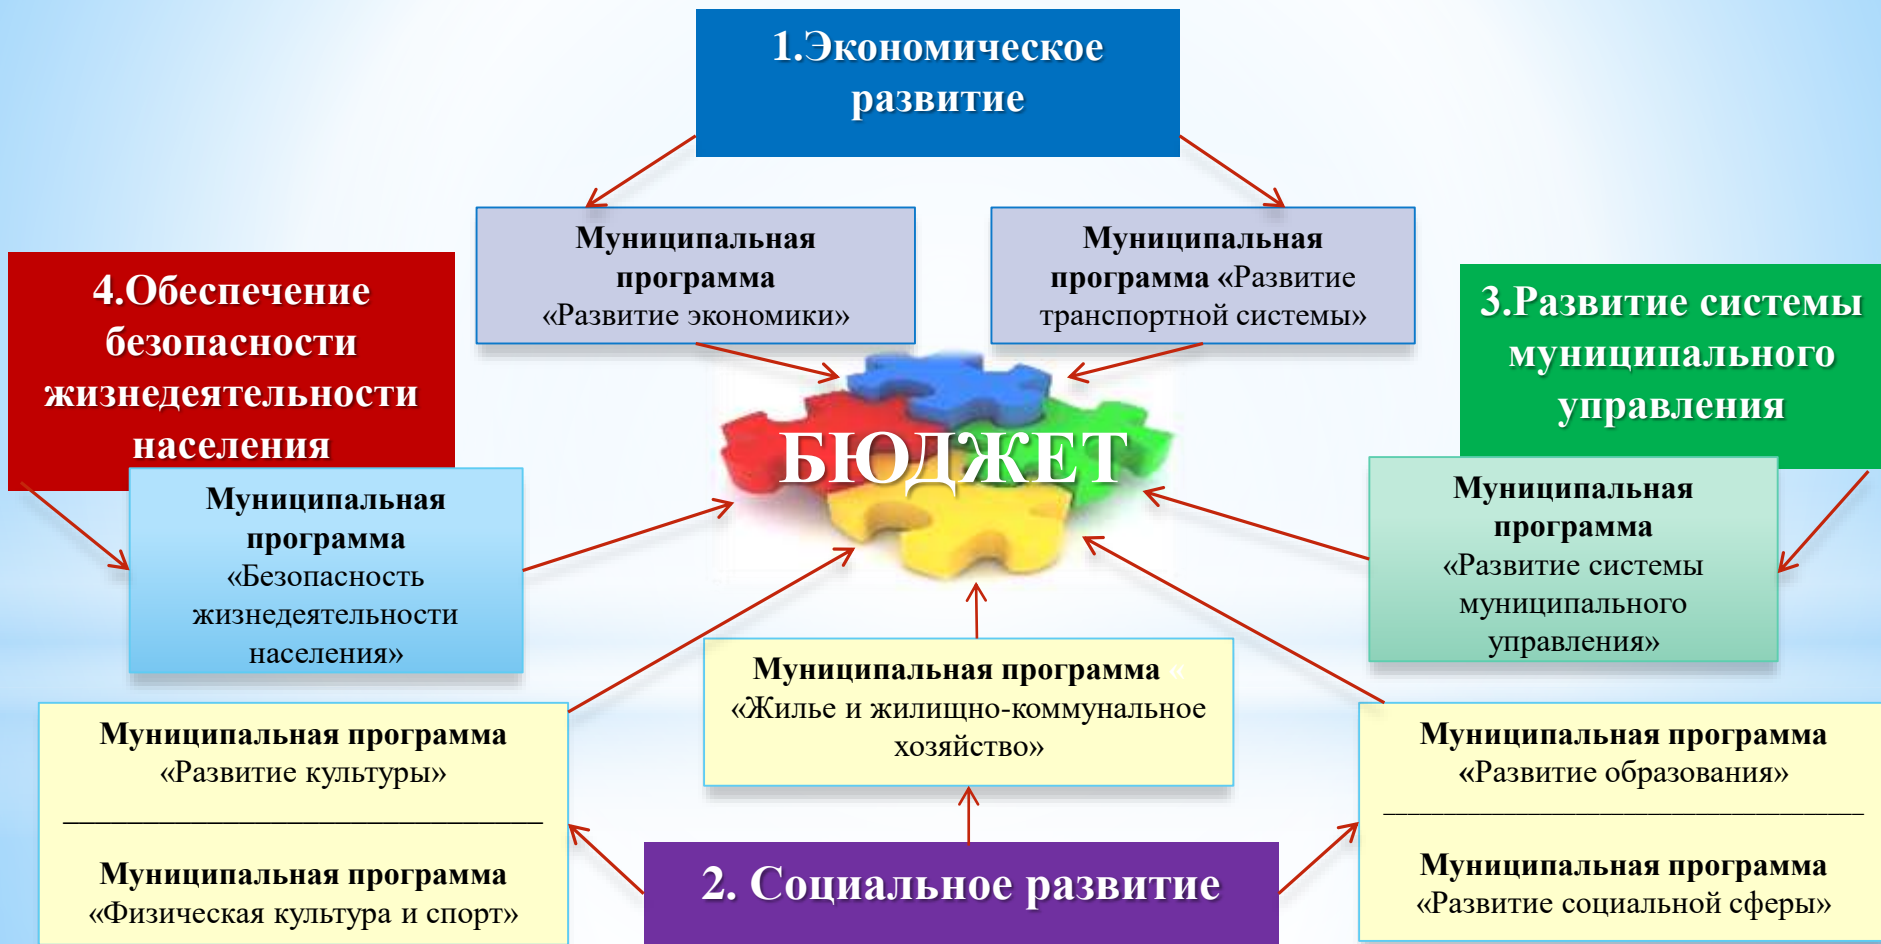 1.Экономическое
развитие
Муниципальная
программа
«Развитие экономики»
Муниципальная
программа «Развитие
транспортной системы»
4.Обеспечение
безопасности
жизнедеятельности
населения
3.Развитие системы
муниципального
управления
БЮДЖЕТ
Муниципальная
программа
«Безопасность
жизнедеятельности
населения»
Муниципальная
программа
«Развитие системы
муниципального
управления»
Муниципальная программа «
«Жилье и жилищно-коммунальное
хозяйство»
Муниципальная программа
«Развитие культуры»
Муниципальная программа
«Физическая культура и спорт»
Муниципальная программа
«Развитие образования»
Муниципальная программа
«Развитие социальной сферы»
2. Социальное развитие